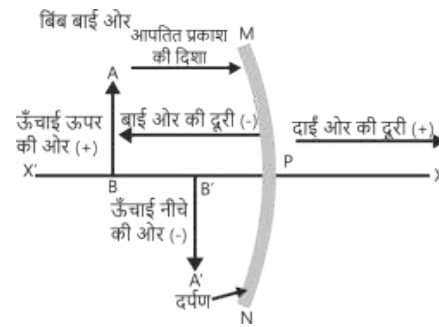 बिंब बाई ओर
आपतित प्रकाश
की दिशा
M
A
ऊँचाई ऊपर
की ओर (+)
बाई ओर की दूरी (-)
दाईं ओर की दूरी (+)
X'
B
B'
P
X
ऊँचाई नीचे
की ओर (-)
A'
दर्पण
N